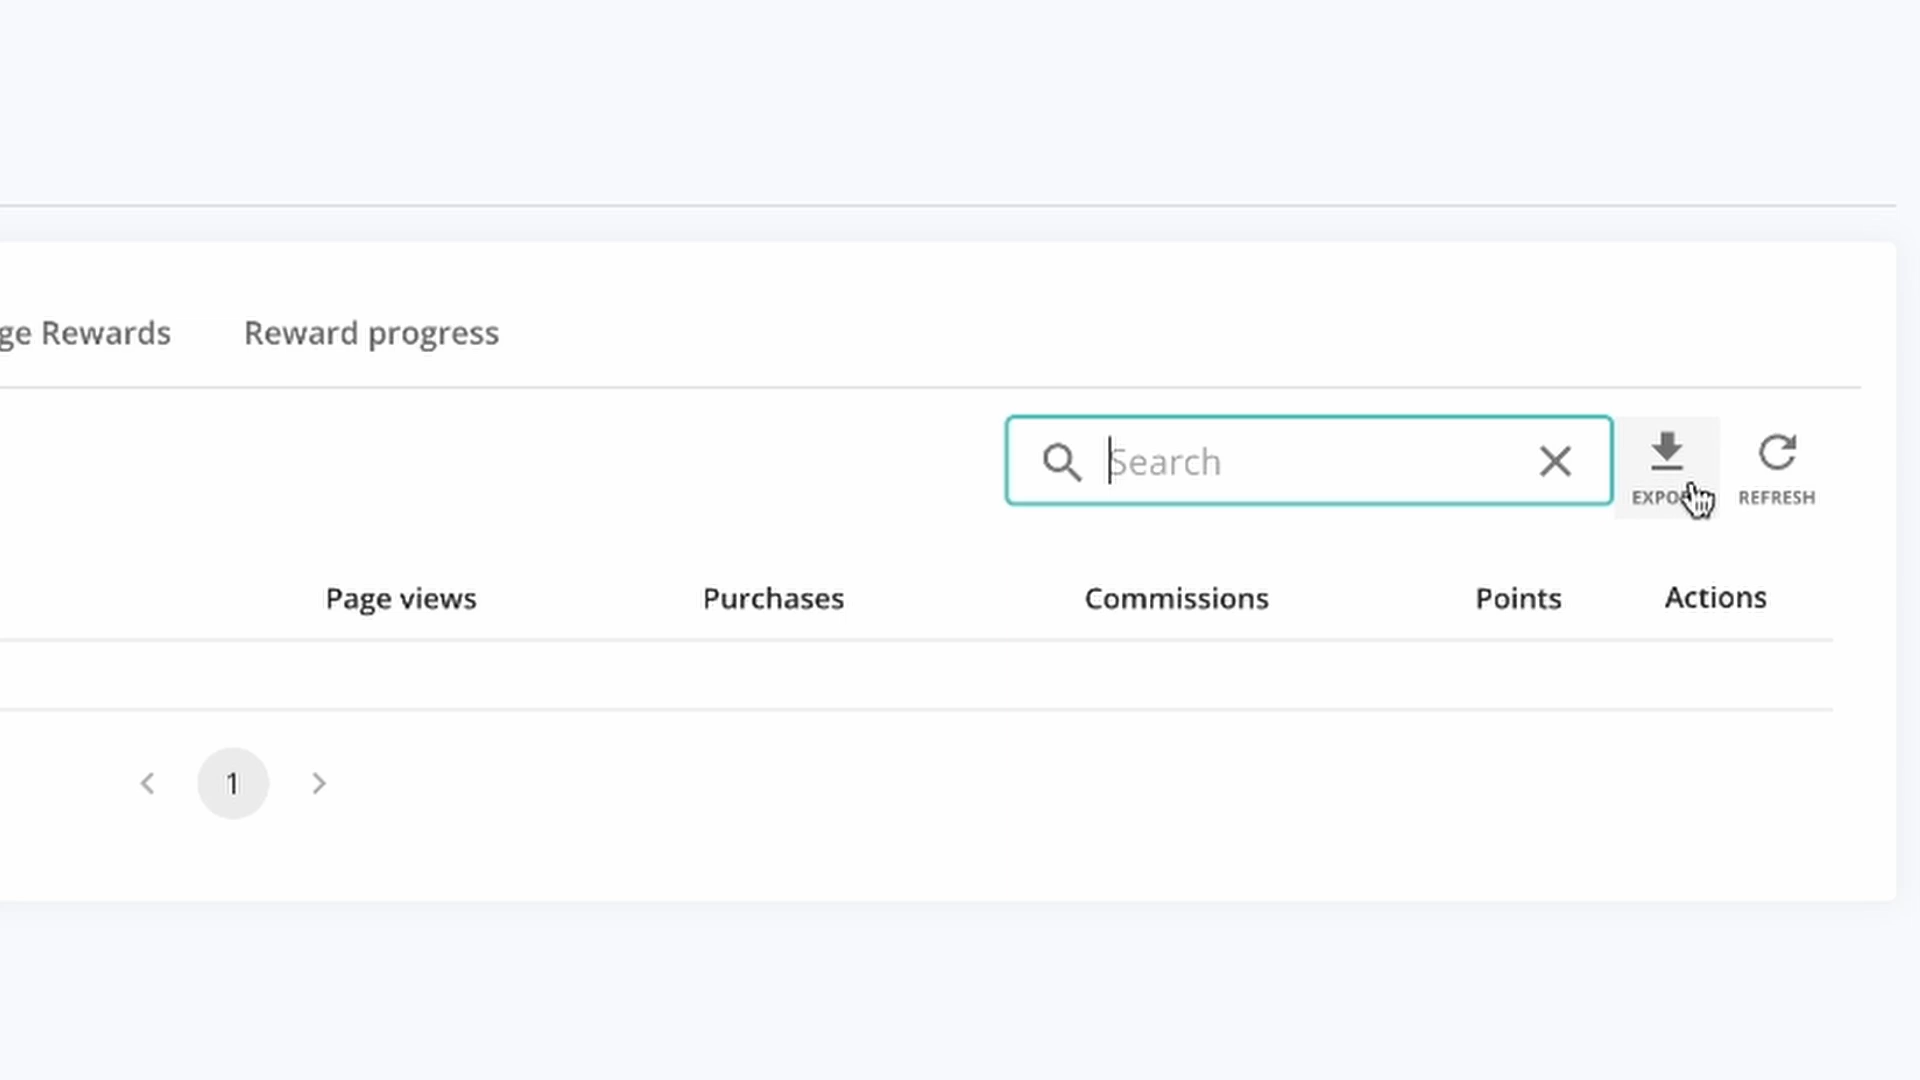 ge Rewards Reward progress
Search
REFRESH
Page views Purchases Commissions Points Actions
1